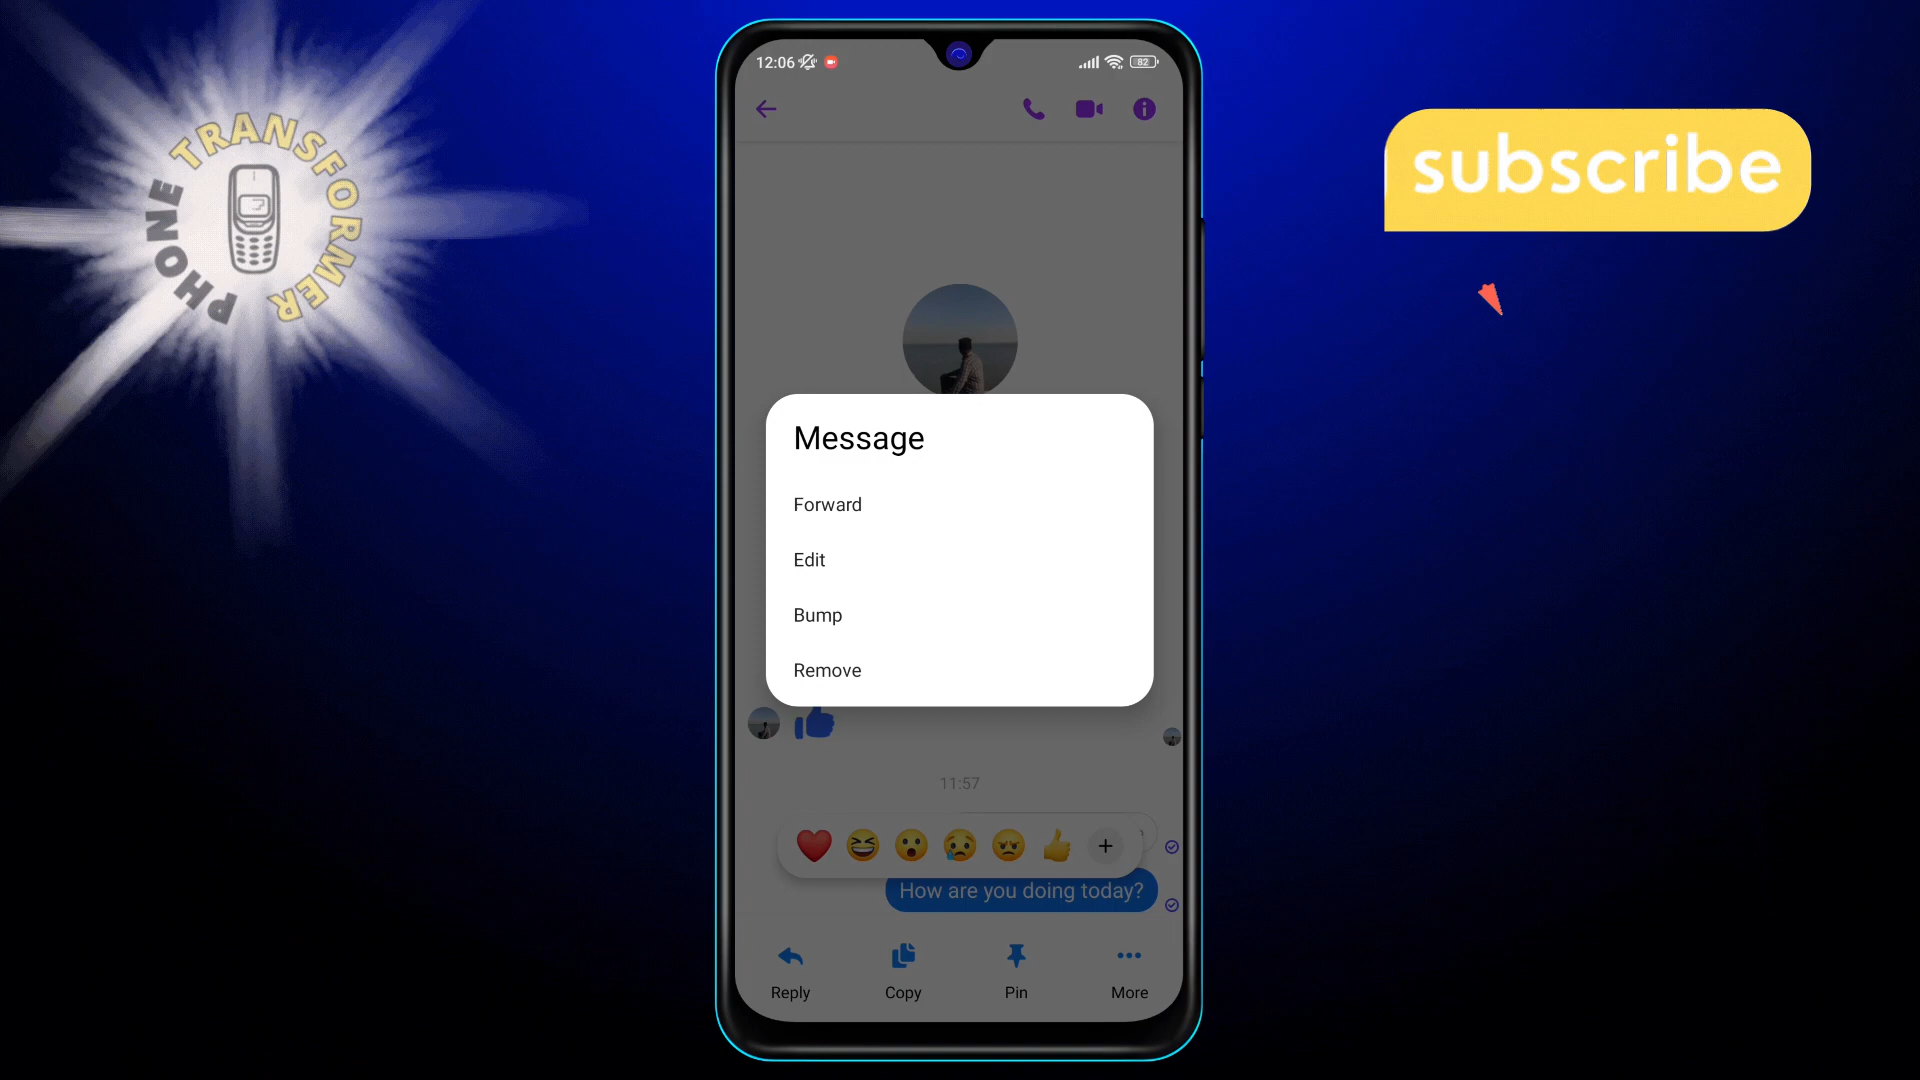 PHONE TRANSFORMER
subscribe
12:06
82
Message
Forward
Edit
Bump
Remove
11:57
How are you doing today?
Reply
Copy
Pin
More